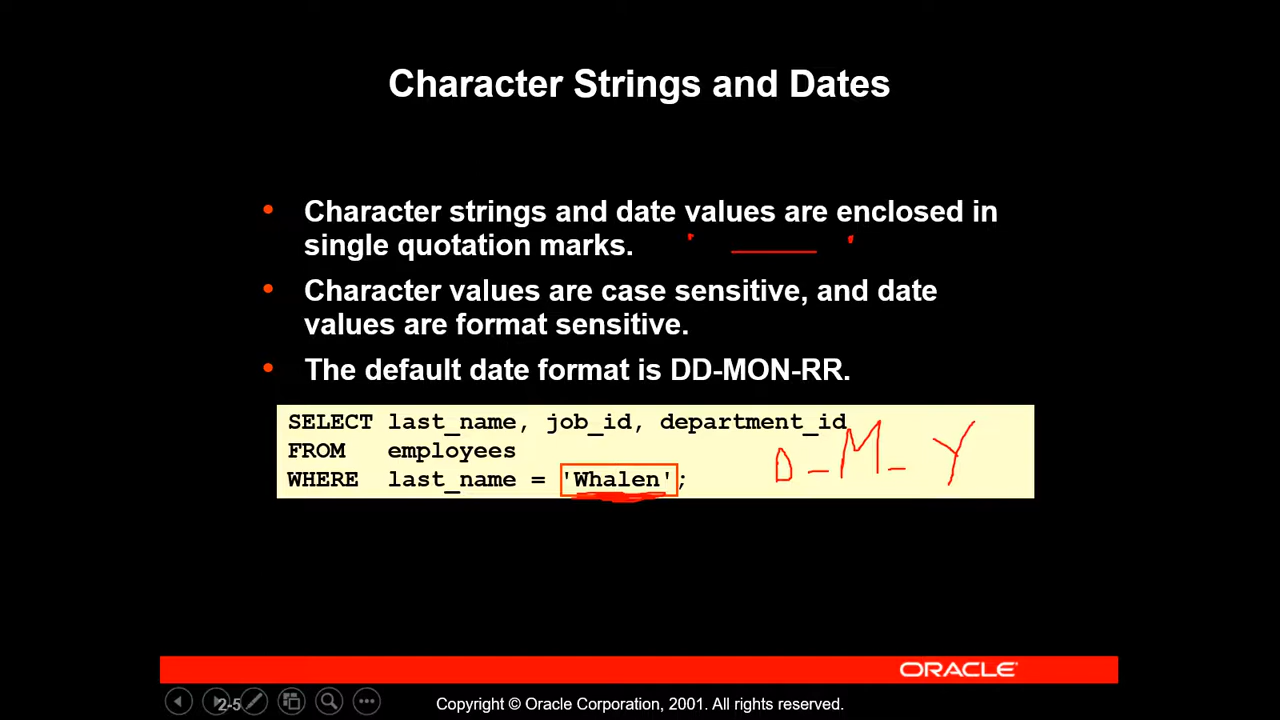 Character Strings and Dates
• Character strings and date values are enclosed in
single quotation marks.
' ___ '
• Character values are case sensitive, and date
values are format sensitive.
• The default date format is DD-MON-RR.
SELECT last_name, job_id, department_id
FROM employees
WHERE last_name = 'Whalen';
D - M - Y
ORACLE
2-5
Copyright © Oracle Corporation, 2001. All rights reserved.